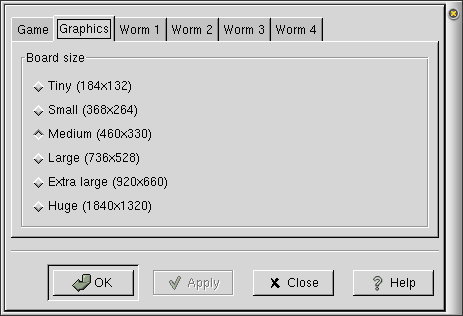 Game Graphics Worm 1 Worm 2 Worm 3 Worm 4
Board size
Tiny (184x132)
Small (368x264)
Medium (460x330)
Large (736x528)
Extra large (920x660)
Huge (1840x1320)
OK Apply Close Help